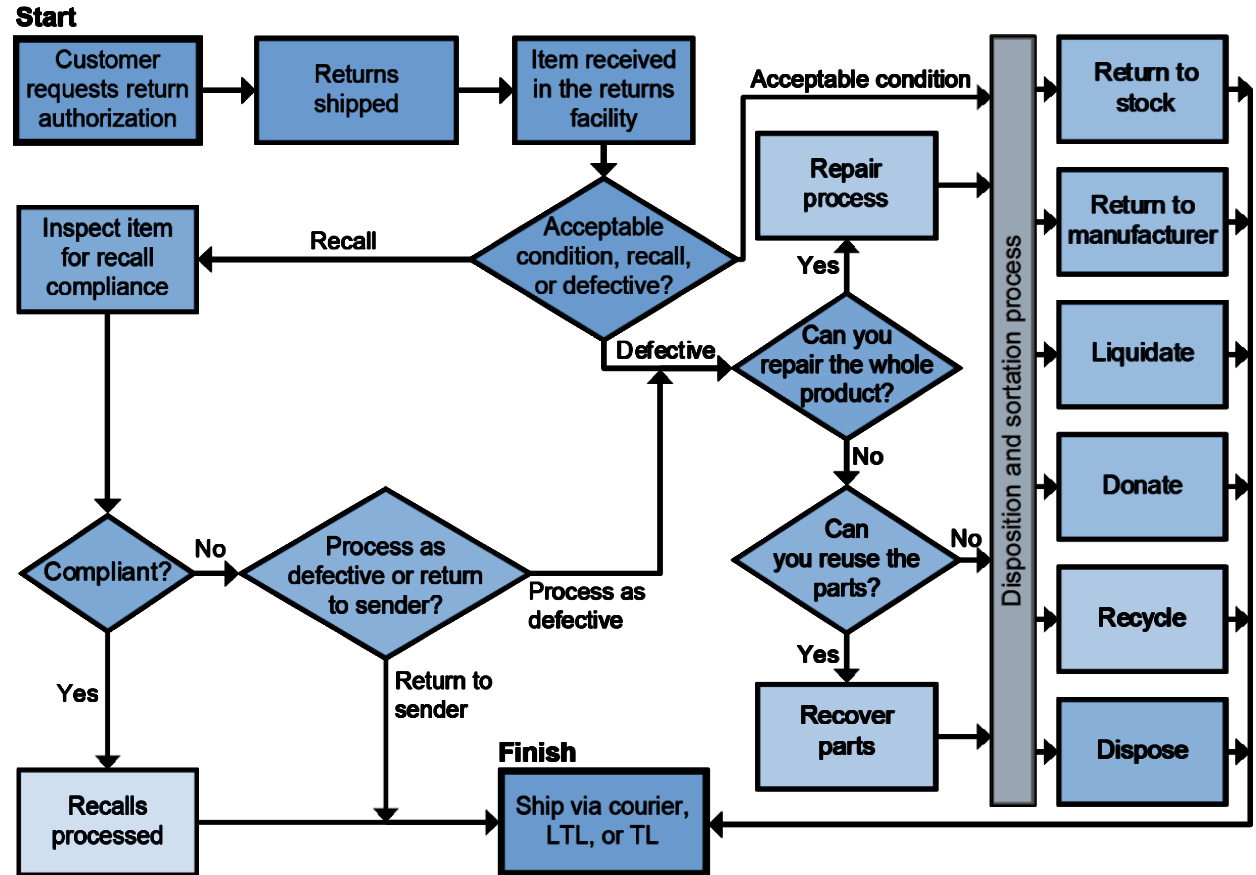 Start
Customer
requests return
authorization
Returns
shipped
Item received
in the returns
facility
Acceptable condition
Return to
stock
Repair
process
Inspect item
for recall
compliance
Recall
Acceptable
condition, recall,
or defective?
Return to
manufacturer
Yes
Defective
Can you
repair the whole
product?
Disposition and sortation process
Liquidate
No
Donate
Compliant?
No
Process as
defective or return
to sender?
Process as
defective
Can
you reuse the
parts?
No
Recycle
Yes
Yes
Return to
sender
Recover
parts
Dispose
Recalls
processed
Finish
Ship via courier,
LTL, or TL